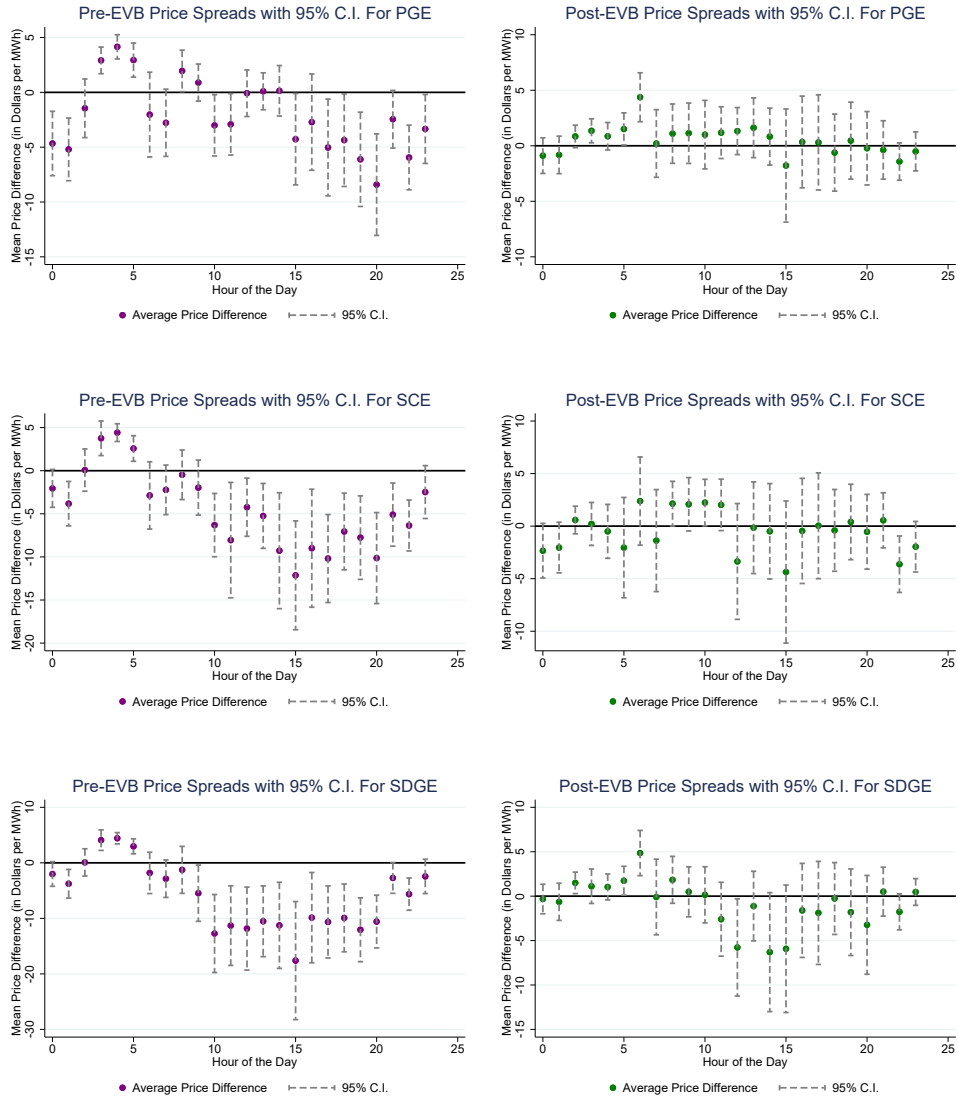 Pre-EVB Price Spreads with 95% C.I. For PGE
Mean Price Difference (in Dollars per MWh)
5
0
-5
-10
-15
0 5 10 15 20 25
Hour of the Day
Average Price Difference 95% C.I.
Post-EVB Price Spreads with 95% C.I. For PGE
Mean Price Difference (in Dollars per MWh)
10
5
0
-5
-10
0 5 10 15 20 25
Hour of the Day
Average Price Difference 95% C.I.
Pre-EVB Price Spreads with 95% C.I. For SCE
Mean Price Difference (in Dollars per MWh)
5
0
-5
-10
-15
-20
0 5 10 15 20 25
Hour of the Day
Average Price Difference 95% C.I.
Post-EVB Price Spreads with 95% C.I. For SCE
Mean Price Difference (in Dollars per MWh)
10
5
0
-5
-10
0 5 10 15 20 25
Hour of the Day
Average Price Difference 95% C.I.
Pre-EVB Price Spreads with 95% C.I. For SDGE
Mean Price Difference (in Dollars per MWh)
10
0
-10
-20
-30
0 5 10 15 20 25
Hour of the Day
Average Price Difference 95% C.I.
Post-EVB Price Spreads with 95% C.I. For SDGE
Mean Price Difference (in Dollars per MWh)
10
5
0
-5
-10
-15
0 5 10 15 20 25
Hour of the Day
Average Price Difference 95% C.I.